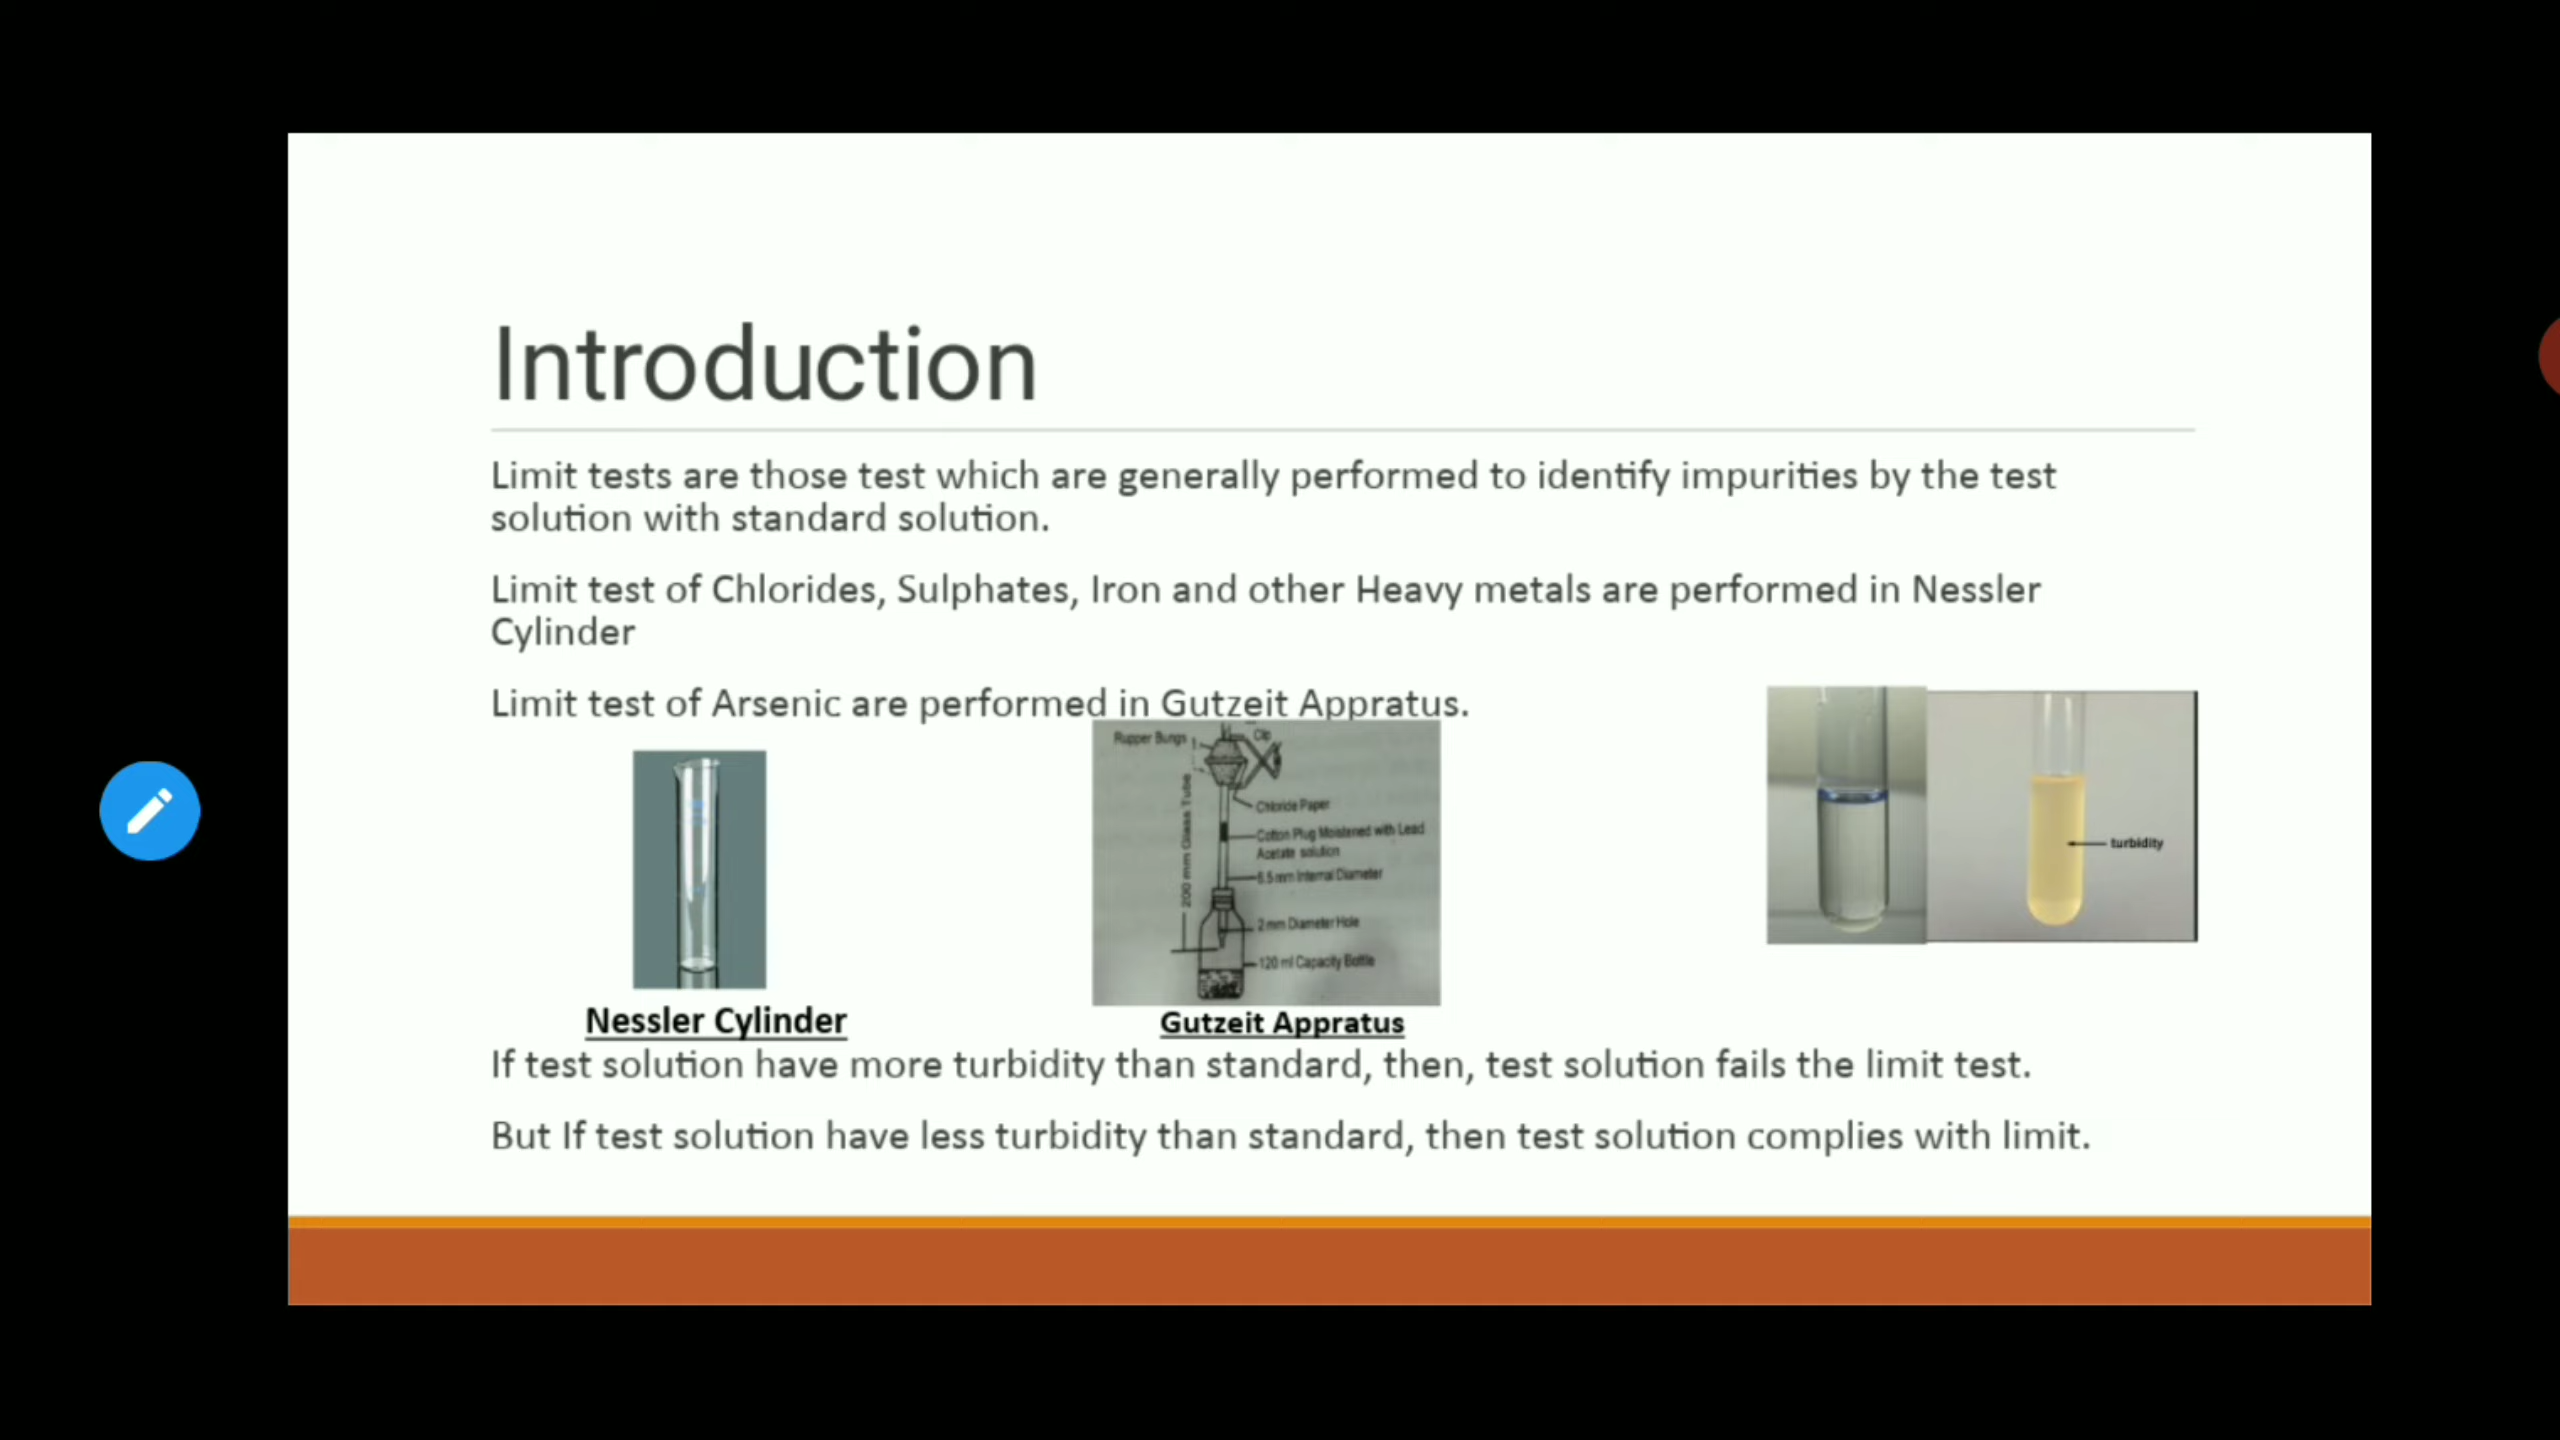 Introduction
Limit tests are those test which are generally performed to identify impurities by the test
solution with standard solution.
Limit test of Chlorides, Sulphates, Iron and other Heavy metals are performed in Nessler
Cylinder
Limit test of Arsenic are performed in Gutzeit Appratus.
Rupper Bungs
Clip
200 mm Glass Tube
Chloride Paper
Cotton Plug Moistened with Lead
Acetate solution
6.5 mm Internal Diameter
2 mm Diameter Hole
120 ml Capacity Bottle
turbidity
Nessler Cylinder
Gutzeit Appratus
If test solution have more turbidity than standard, then, test solution fails the limit test.
But If test solution have less turbidity than standard, then test solution complies with limit.